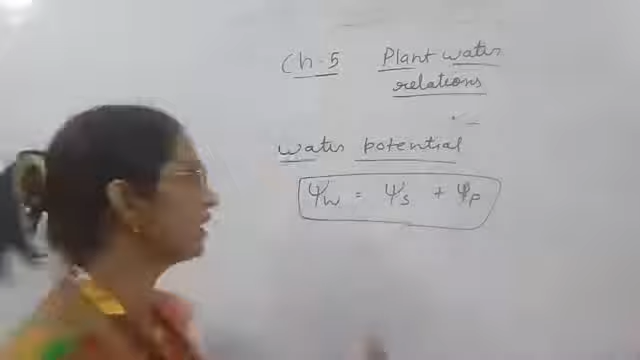 Ch-5 Plant water
relations
water potential
Ψw = Ψs + Ψp